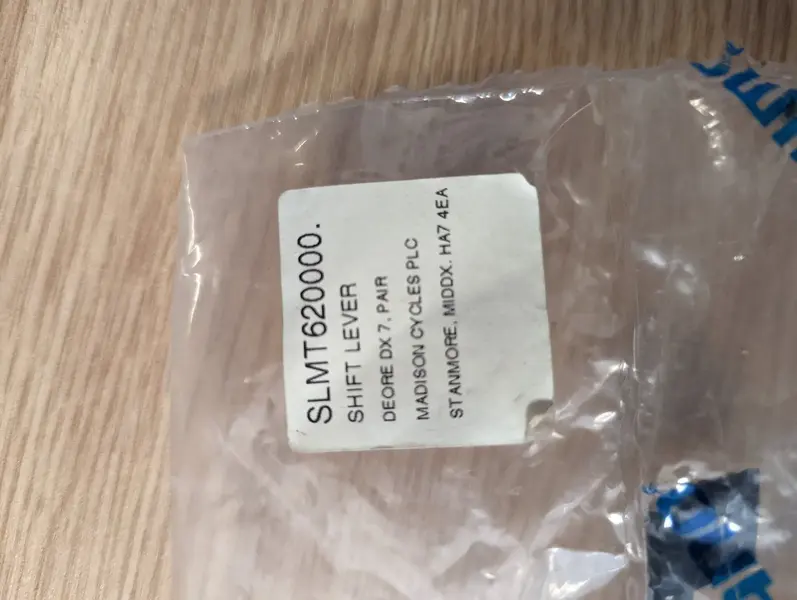 SLMT620000.
SHIFT LEVER
DEORE DX 7, PAIR
MADISON CYCLES PLC
STANMORE, MIDDX. HA7 4EA